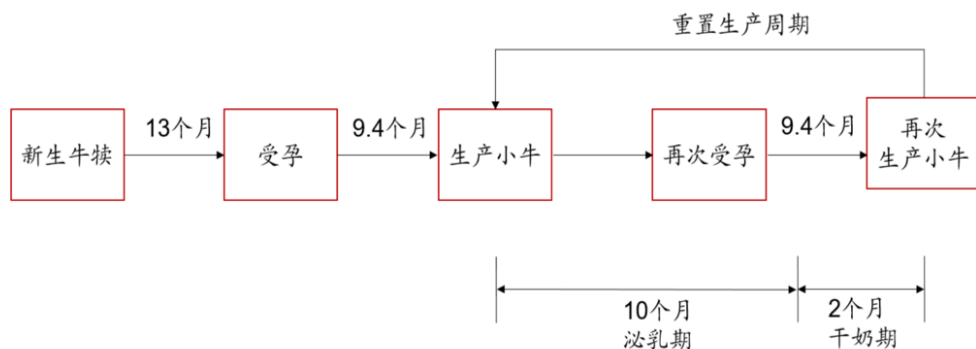 重置生产周期
新生牛犊
13个月
受孕
9.4个月
生产小牛
再次受孕
9.4个月
再次
生产小牛
10个月
泌乳期
2个月
干奶期